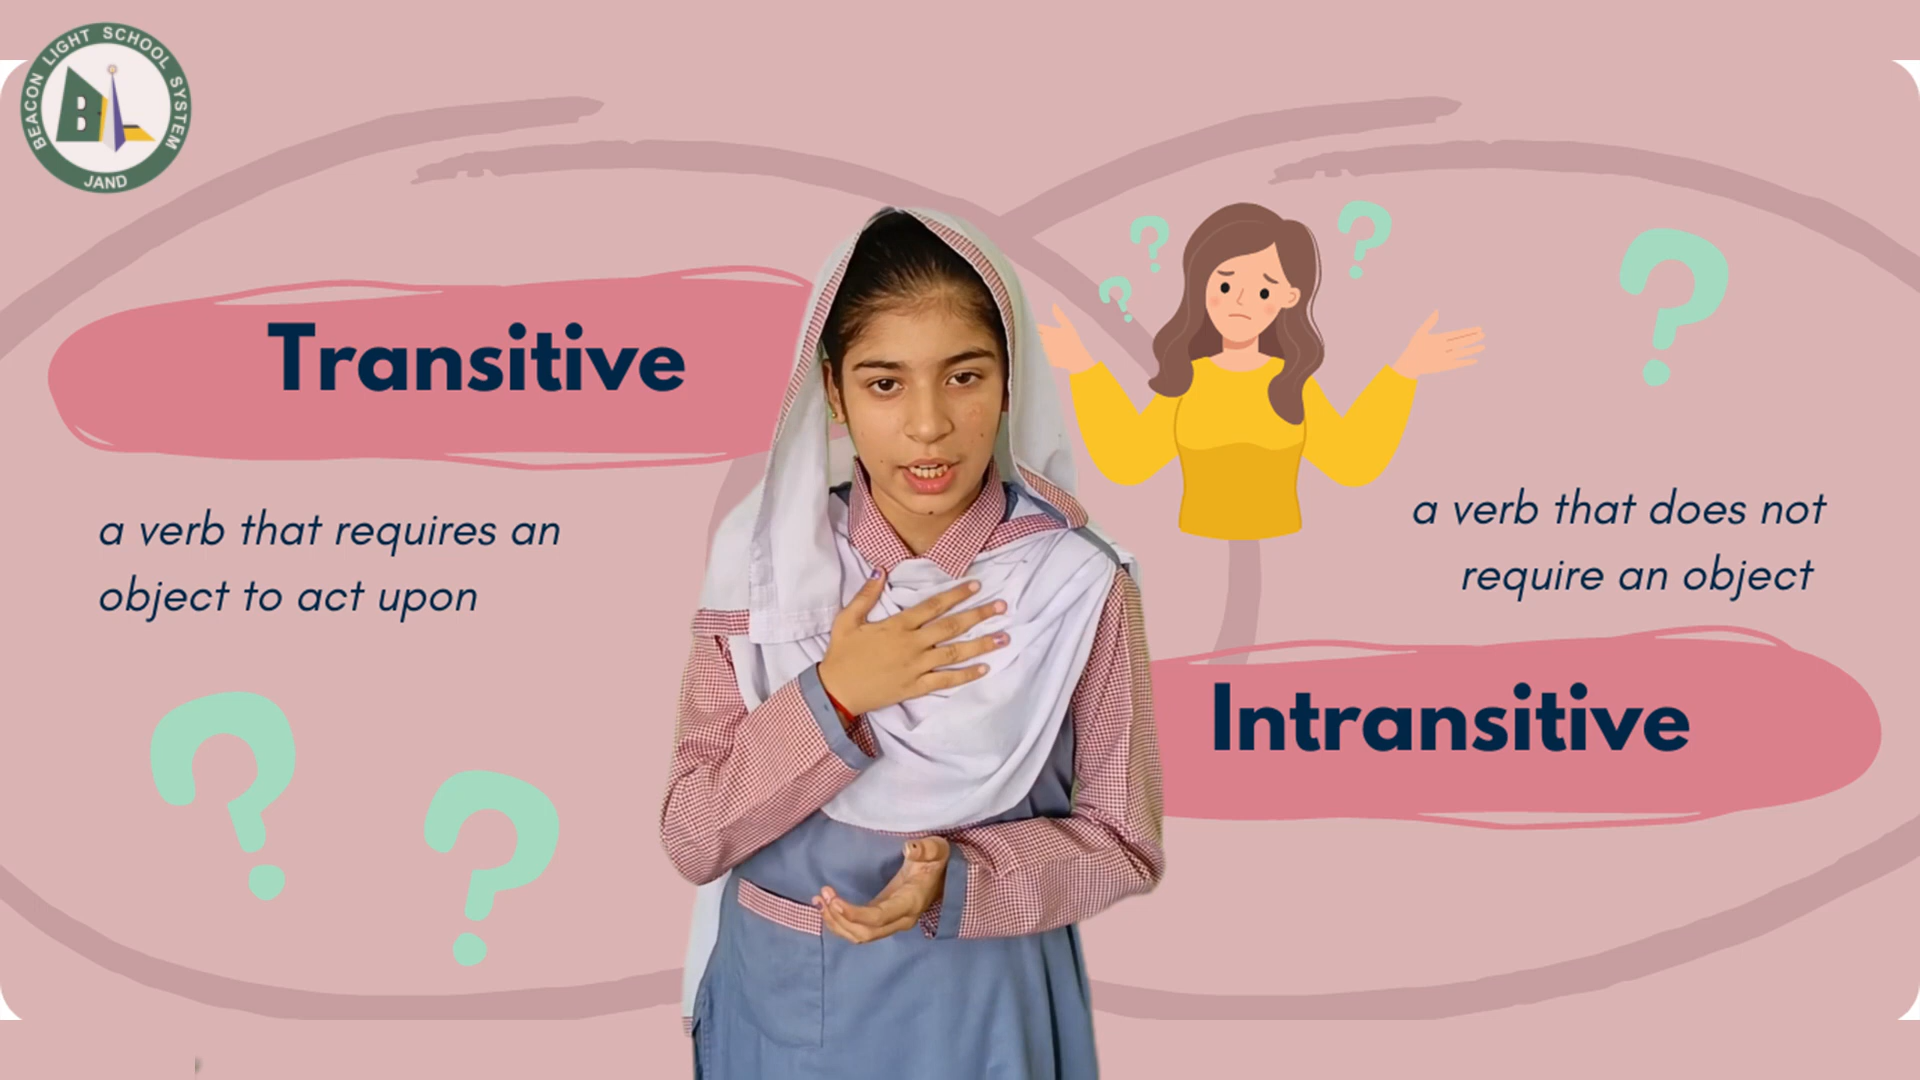 BEACON LIGHT SCHOOL SYSTEM
BL
JAND
Transitive
a verb that requires an
object to act upon
a verb that does not
require an object
Intransitive